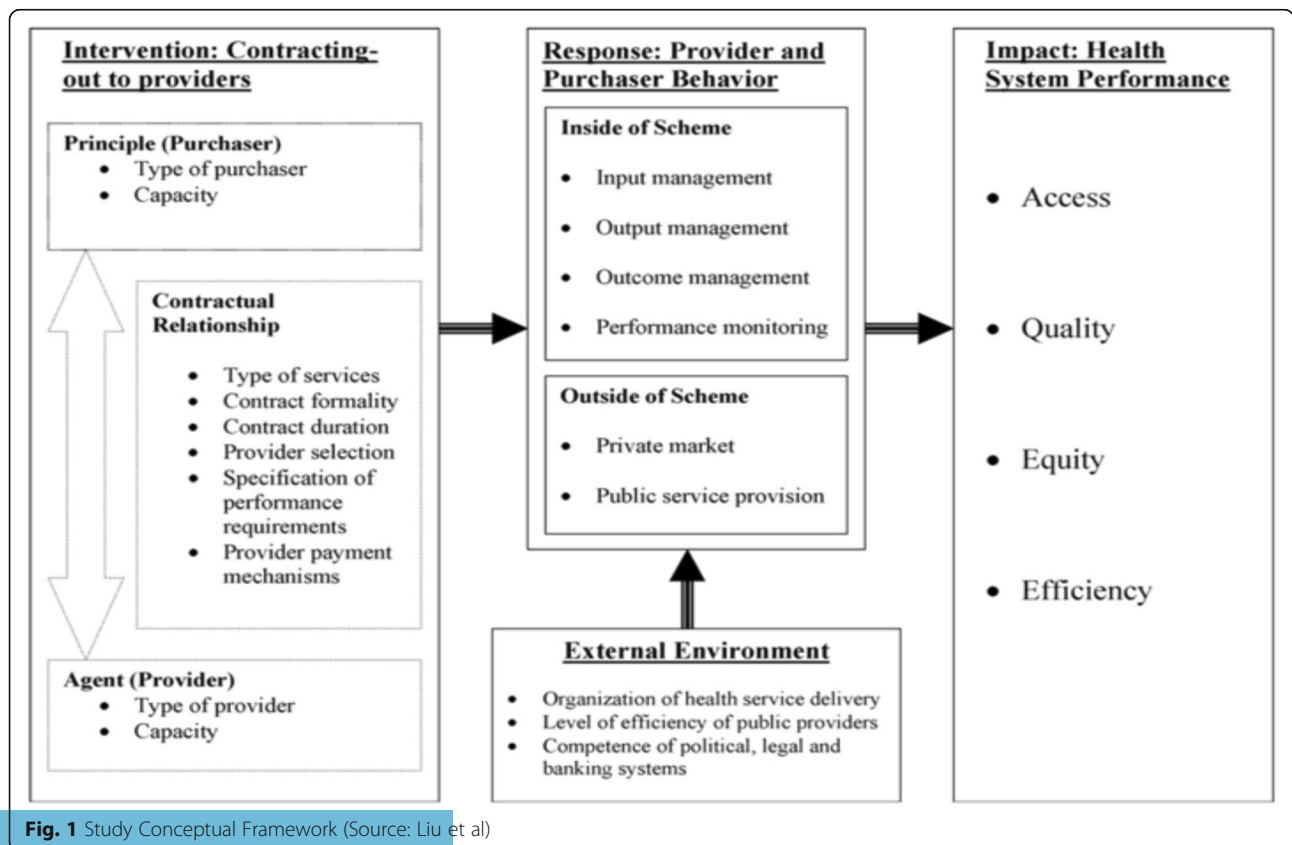 Intervention: Contracting-
out to providers
Principle (Purchaser)
• Type of purchaser
• Capacity
Contractual
Relationship
• Type of services
• Contract formality
• Contract duration
• Provider selection
• Specification of
performance
requirements
• Provider payment
mechanisms
Agent (Provider)
• Type of provider
• Capacity
Response: Provider and
Purchaser Behavior
Inside of Scheme
• Input management
• Output management
• Outcome management
• Performance monitoring
Outside of Scheme
• Private market
• Public service provision
External Environment
• Organization of health service delivery
• Level of efficiency of public providers
• Competence of political, legal and
banking systems
Impact: Health
System Performance
• Access
• Quality
• Equity
• Efficiency
Fig. 1 Study Conceptual Framework (Source: Liu et al)